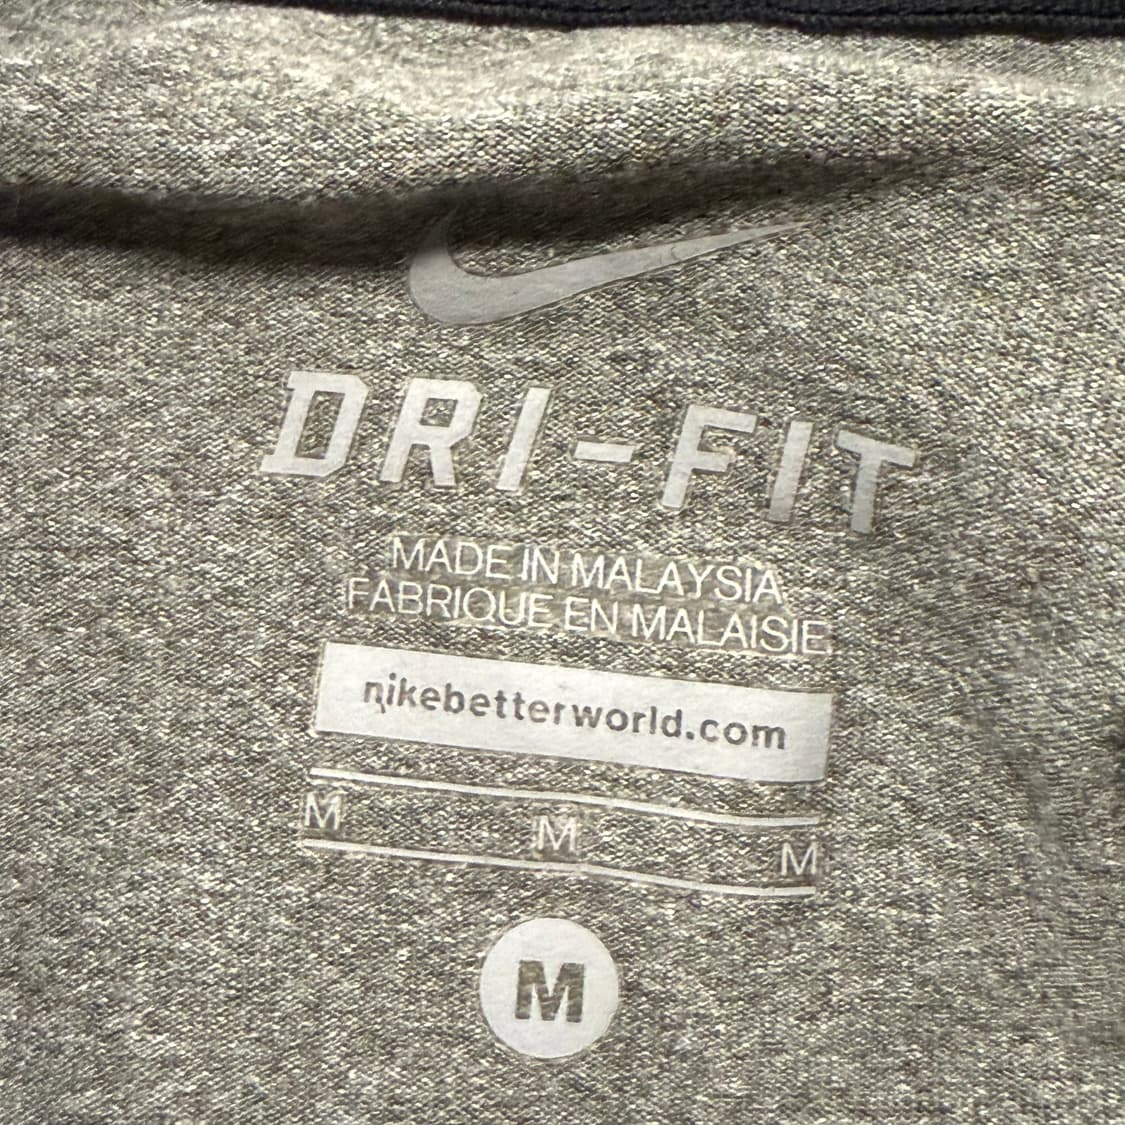 DRI-FIT
MADE IN MALAYSIA
FABRIQUE EN MALAISIE
nikebetterworld.com
M M M
M